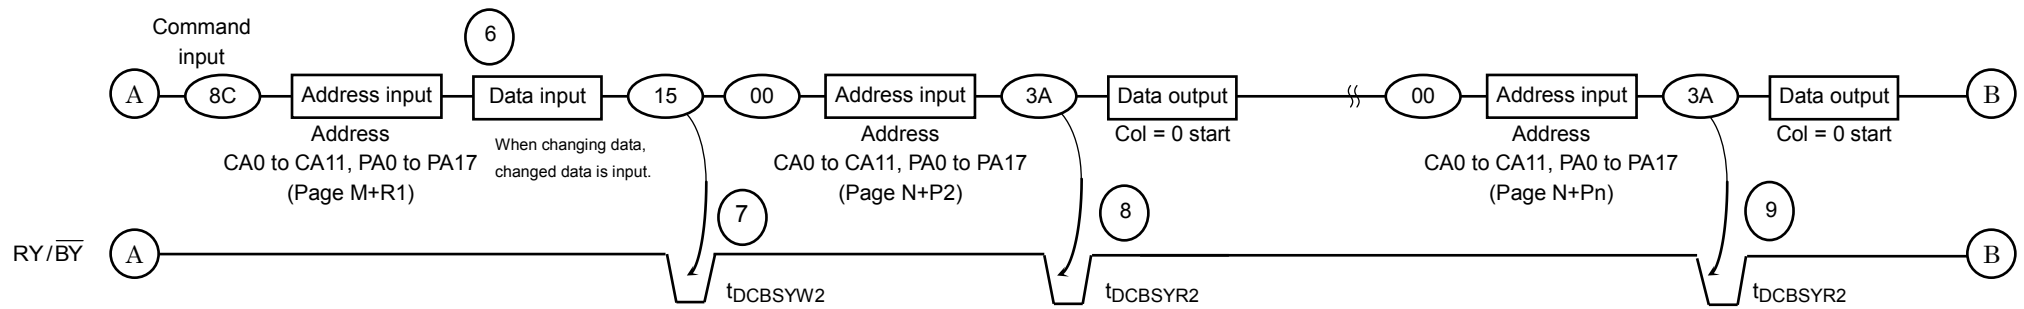 Command
input
6
A 8C Address input Data input 15 00 Address input 3A Data output 00 Address input 3A Data output B
Address
CA0 to CA11, PA0 to PA17
(Page M+R1)
When changing data,
changed data is input.
Address
CA0 to CA11, PA0 to PA17
(Page N+P2)
Col = 0 start
Address
CA0 to CA11, PA0 to PA17
(Page N+Pn)
Col = 0 start
7
8
9
RY/BY A B
tDCBSYW2
tDCBSYR2
tDCBSYR2